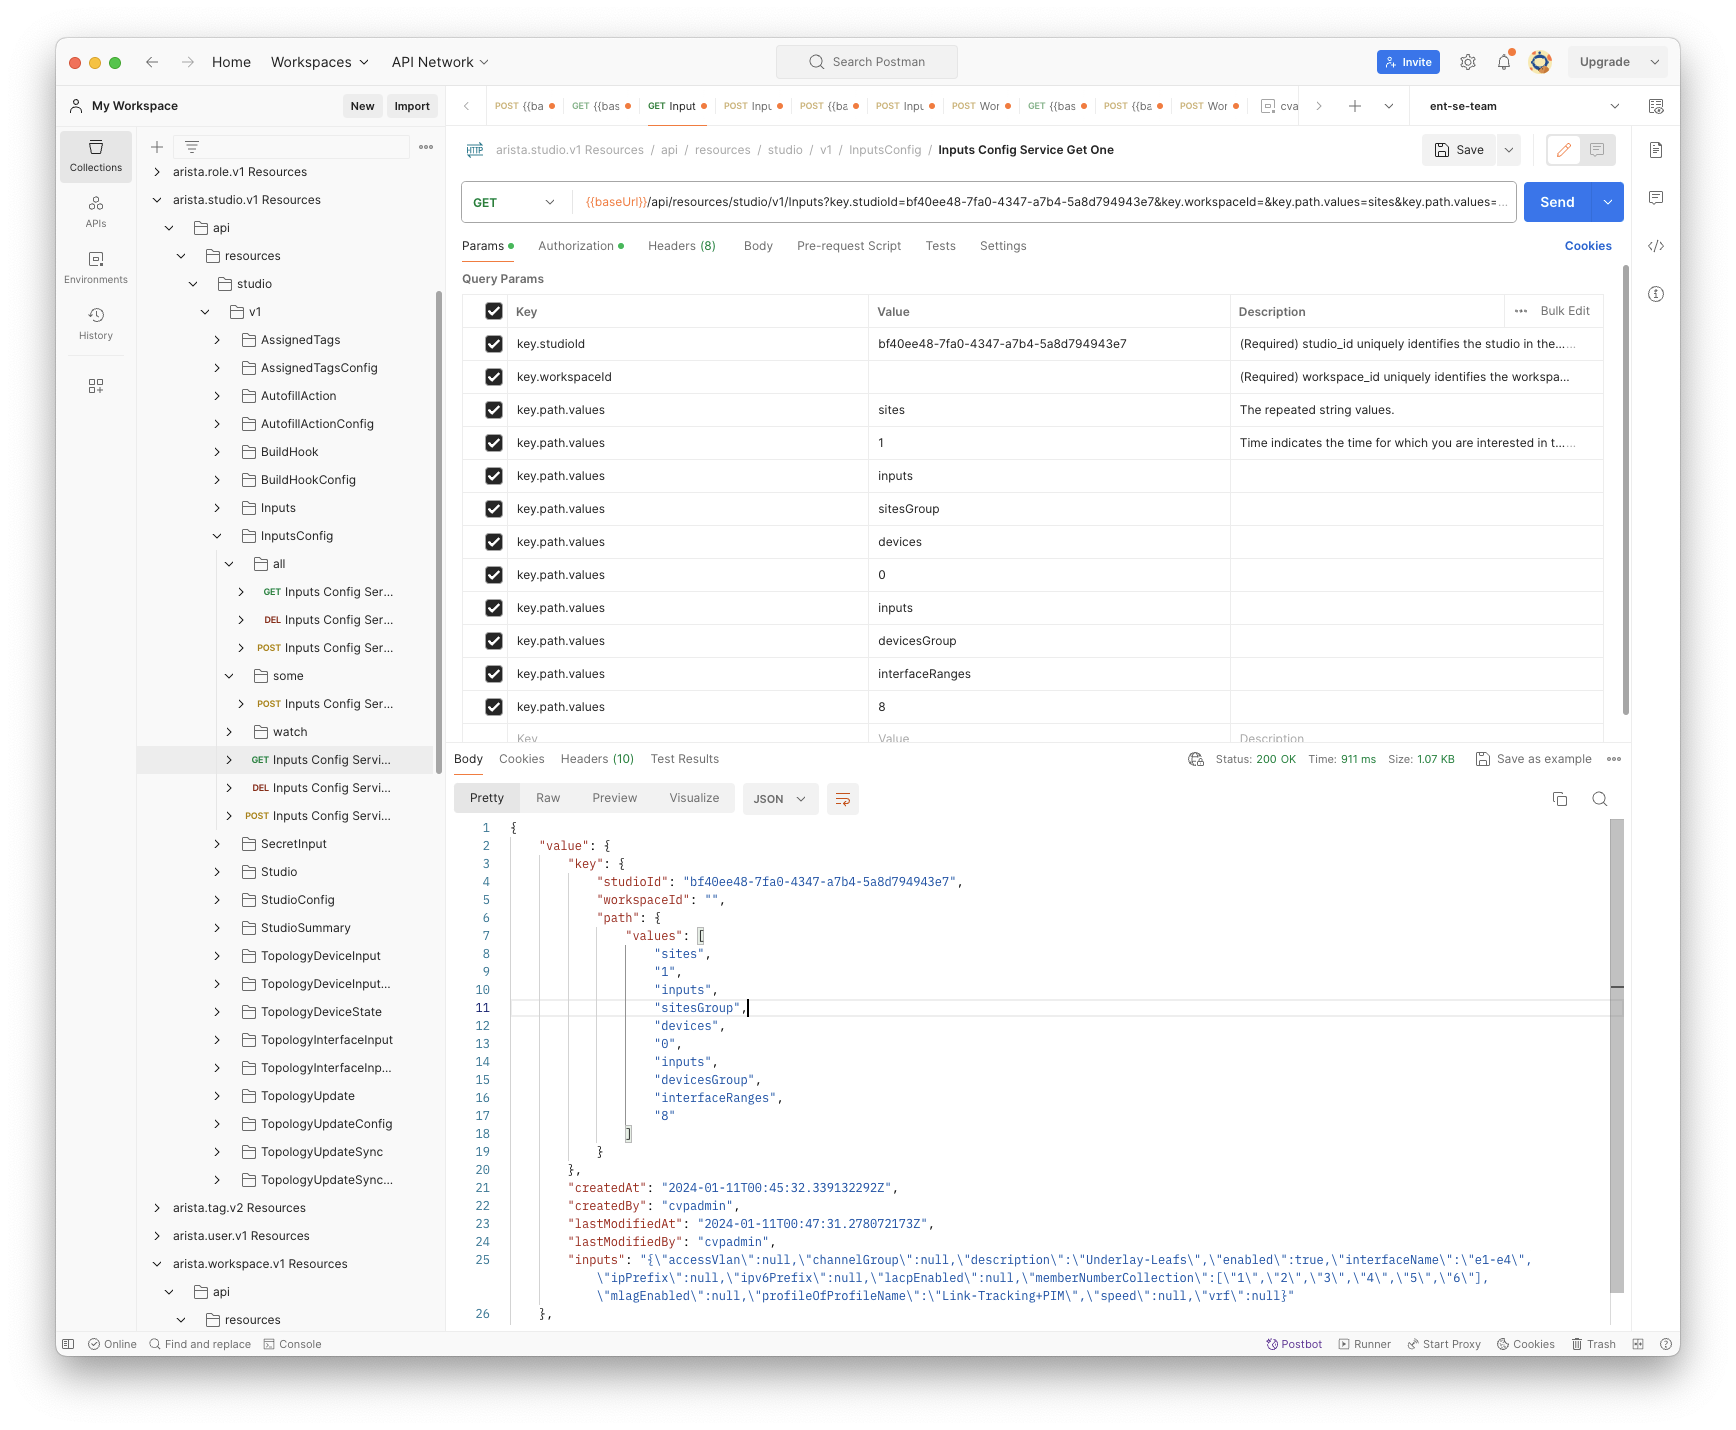 Home
Workspaces
API Network
Search Postman
Invite
Upgrade
My Workspace
New
Import
POST {{ba
GET {{bas
GET Input
POST Inpu
POST {{ba
POST Inpu
POST Wor
GET {{bas
POST {{ba
POST Wor
cva
ent-se-team
Collections
APIs
Environments
History
arista.role.v1 Resources
arista.studio.v1 Resources
api
resources
studio
v1
AssignedTags
AssignedTagsConfig
AutofillAction
AutofillActionConfig
BuildHook
BuildHookConfig
Inputs
InputsConfig
all
GET Inputs Config Ser...
DEL Inputs Config Ser...
POST Inputs Config Ser...
some
POST Inputs Config Ser...
watch
GET Inputs Config Servi...
DEL Inputs Config Servi...
POST Inputs Config Servi...
SecretInput
Studio
StudioConfig
StudioSummary
TopologyDeviceInput
TopologyDeviceInput...
TopologyDeviceState
TopologyInterfaceInput
TopologyInterfaceInp...
TopologyUpdate
TopologyUpdateConfig
TopologyUpdateSync
TopologyUpdateSync...
arista.tag.v2 Resources
arista.user.v1 Resources
arista.workspace.v1 Resources
api
resources
HTTP arista.studio.v1 Resources / api / resources / studio / v1 / InputsConfig / Inputs Config Service Get One
Save
GET
{{baseUrl}}/api/resources/studio/v1/Inputs?key.studioId=bf40ee48-7fa0-4347-a7b4-5a8d794943e7&key.workspaceId=&key.path.values=sites&key.path.values=...
Send
Params
Authorization
Headers (8)
Body
Pre-request Script
Tests
Settings
Cookies
Query Params
Key Value Description ... Bulk Edit
key.studioId bf40ee48-7fa0-4347-a7b4-5a8d794943e7 (Required) studio_id uniquely identifies the studio in the......
key.workspaceId (Required) workspace_id uniquely identifies the workspa...
key.path.values sites The repeated string values.
key.path.values 1 Time indicates the time for which you are interested in t......
key.path.values inputs
key.path.values sitesGroup
key.path.values devices
key.path.values 0
key.path.values inputs
key.path.values devicesGroup
key.path.values interfaceRanges
key.path.values 8
Key Value Description
Body
Cookies
Headers (10)
Test Results
Status: 200 OK
Time: 911 ms
Size: 1.07 KB
Save as example
Pretty
Raw
Preview
Visualize
JSON
1 {
2 "value": {
3 "key": {
4 "studioId": "bf40ee48-7fa0-4347-a7b4-5a8d794943e7",
5 "workspaceId": "",
6 "path": {
7 "values": [
8 "sites",
9 "1",
10 "inputs",
11 "sitesGroup",
12 "devices",
13 "0",
14 "inputs",
15 "devicesGroup",
16 "interfaceRanges",
17 "8"
18 ]
19 }
20 },
21 "createdAt": "2024-01-11T00:45:32.339132292Z",
22 "createdBy": "cvpadmin",
23 "lastModifiedAt": "2024-01-11T00:47:31.278072173Z",
24 "lastModifiedBy": "cvpadmin",
25 "inputs": "{\"accessVlan\":null,\"channelGroup\":null,\"description\":\"Underlay-Leafs\",\"enabled\":true,\"interfaceName\":\"e1-e4\",
\"ipPrefix\":null,\"ipv6Prefix\":null,\"lacpEnabled\":null,\"memberNumberCollection\":[\"1\",\"2\",\"3\",\"4\",\"5\",\"6\"],
\"mlagEnabled\":null,\"profileOfProfileName\":\"Link-Tracking+PIM\",\"speed\":null,\"vrf\":null}"
26 },
Online
Find and replace
Console
Postbot
Runner
Start Proxy
Cookies
Trash